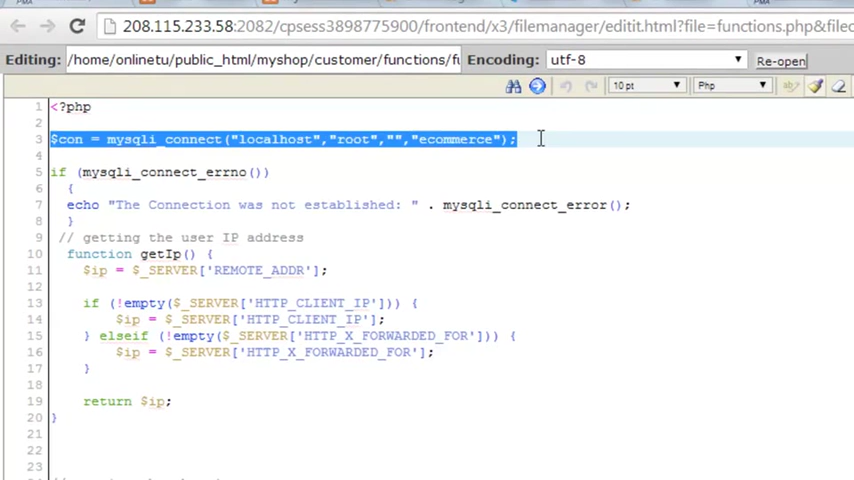 208.115.233.58:2082/cpsess3898775900/frontend/x3/filemanager/editit.html?file=functions.php&filec
Editing: /home/onlinetu/public_html/myshop/customer/functions/fu Encoding: utf-8 Re-open
10 pt Php
1 <?php
2
3 $con = mysqli_connect("localhost","root","","ecommerce");
4
5 if (mysqli_connect_errno())
6 {
7 echo "The Connection was not established: " . mysqli_connect_error();
8 }
9 // getting the user IP address
10 function getIp() {
11 $ip = $_SERVER['REMOTE_ADDR'];
12
13 if (!empty($_SERVER['HTTP_CLIENT_IP'])) {
14 $ip = $_SERVER['HTTP_CLIENT_IP'];
15 } elseif (!empty($_SERVER['HTTP_X_FORWARDED_FOR'])) {
16 $ip = $_SERVER['HTTP_X_FORWARDED_FOR'];
17 }
18
19 return $ip;
20 }
21
22
23